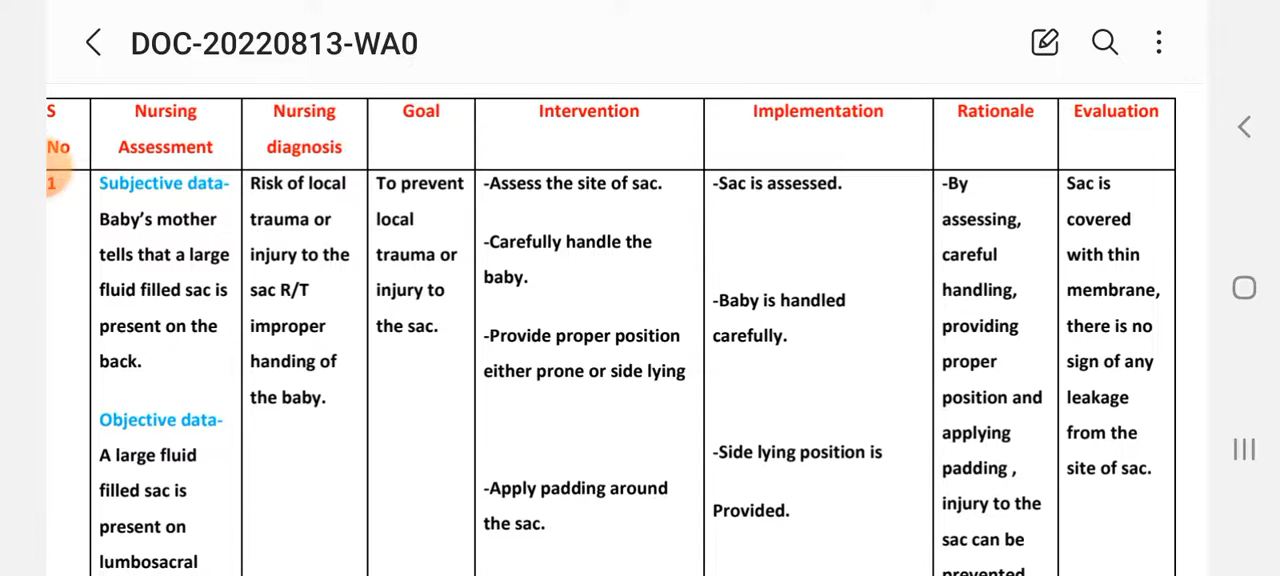 DOC-20220813-WA0
S
No
Nursing
Assessment
Nursing
diagnosis
Goal
Intervention
Implementation
Rationale
Evaluation
1
Subjective data-
Baby's mother
tells that a large
fluid filled sac is
present on the
back.
Objective data-
A large fluid
filled sac is
present on
lumbosacral
Risk of local
trauma or
injury to the
sac R/T
improper
handing of
the baby.
To prevent
local
trauma or
injury to
the sac.
-Assess the site of sac.
-Carefully handle the
baby.
-Provide proper position
either prone or side lying
-Apply padding around
the sac.
-Sac is assessed.
-Baby is handled
carefully.
-Side lying position is
Provided.
-By
assessing,
careful
handling,
providing
proper
position and
applying
padding ,
injury to the
sac can be
prevented
Sac is
covered
with thin
membrane,
there is no
sign of any
leakage
from the
site of sac.